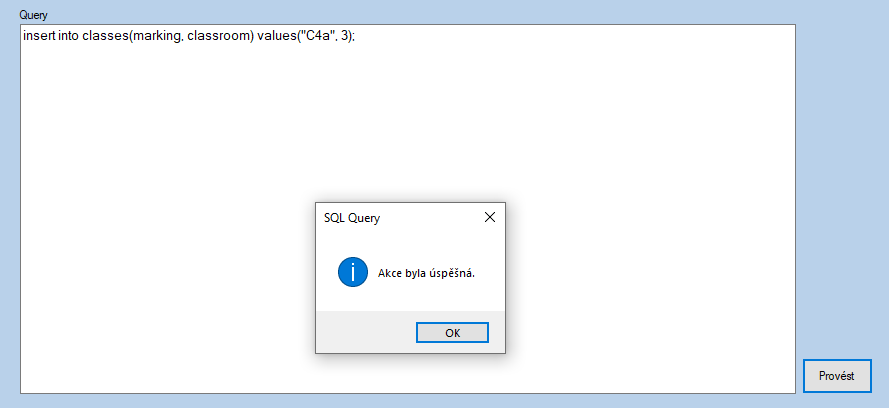 Query
insert into classes(marking, classroom) values("C4a", 3);
SQL Query
Akce byla úspěšná.
OK
Provést